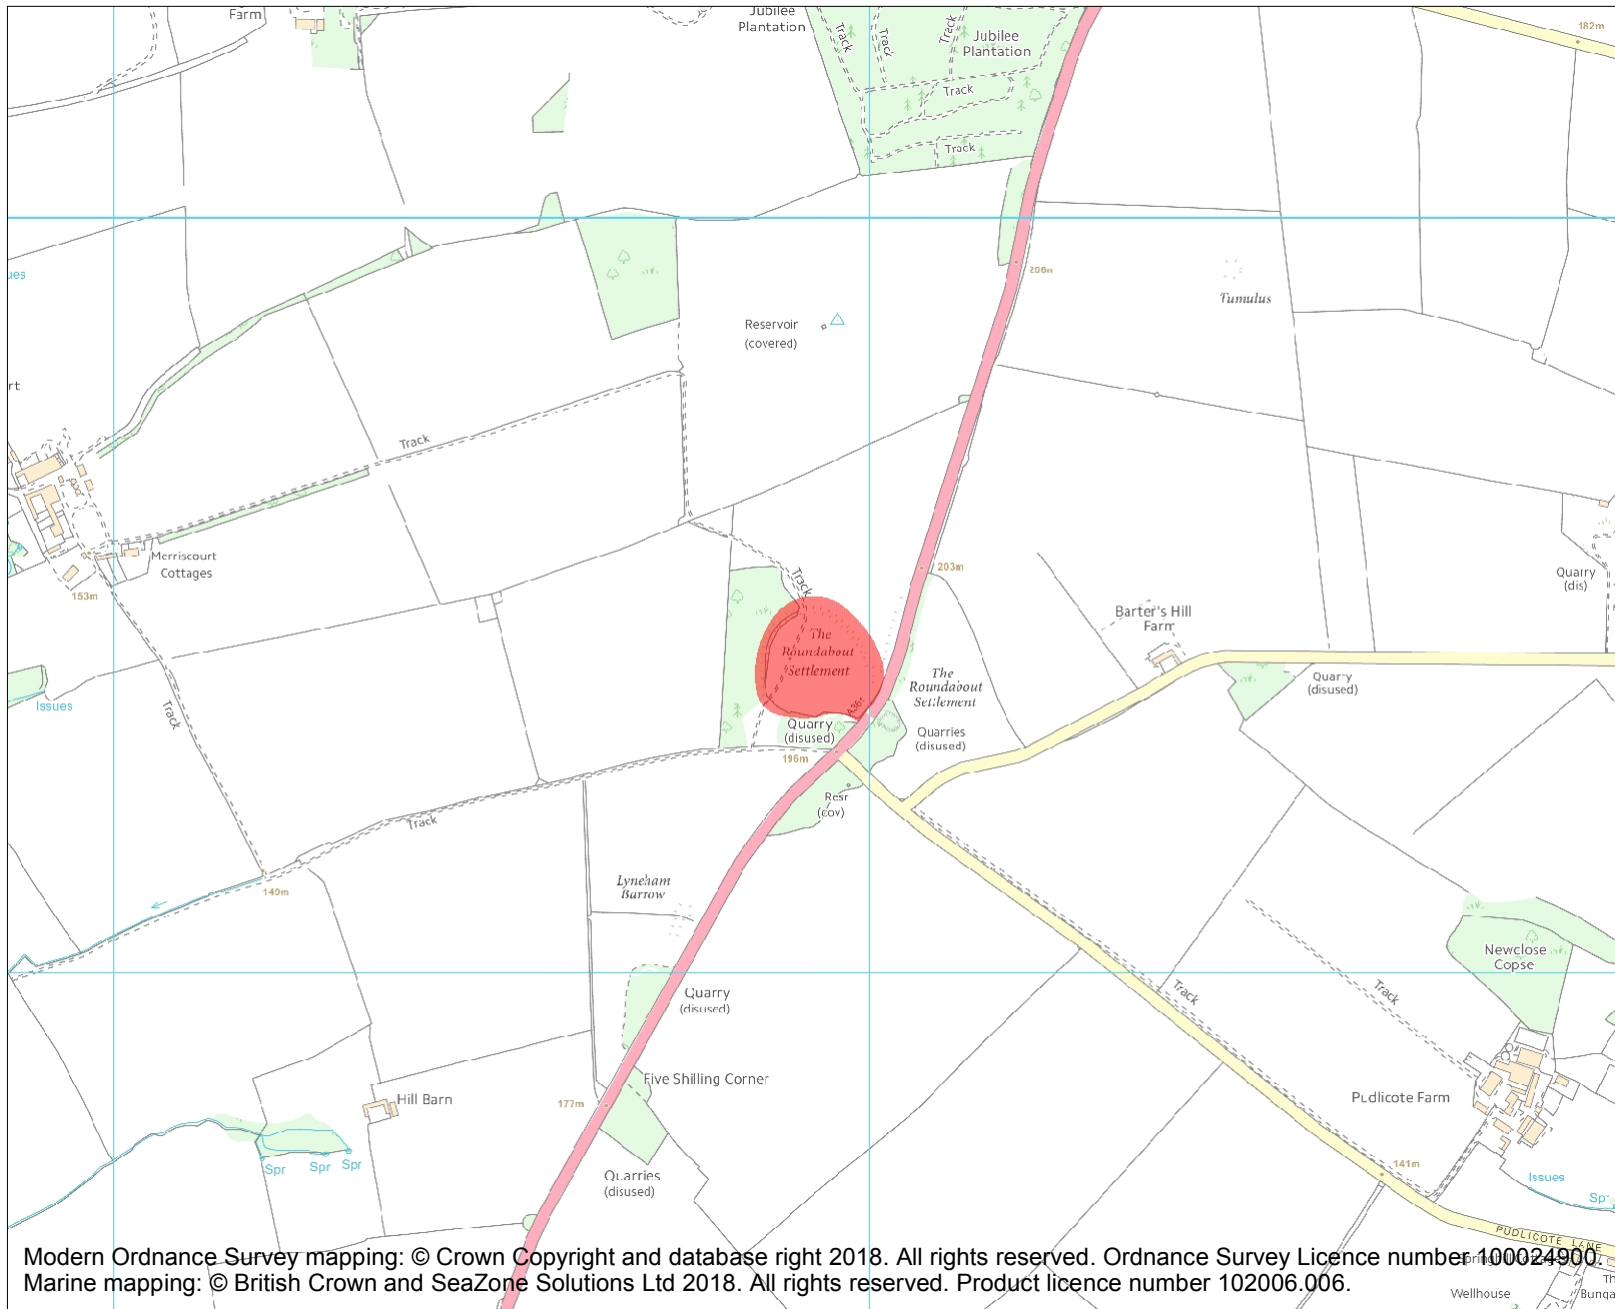 Farm
Jubilee
Plantation
Track
Track
Track
Jubilee
Plantation
182m
Track
Track
206m
Tumulus
Reservoir
(covered)
Track
Merriscourt
Cottages
153m
Track
203m
Quarry
(dis)
Barter's Hill
Farm
The
Roundabout
Settlement
The
Roundabout
Settlement
Quarry
(disused)
Issues
Track
A361
Quarry
(disused)
Quarries
(disused)
196m
Resr
(cov)
Track
Lyneham
Barrow
140m
Newclose
Copse
Track
Track
Quarry
(disused)
Five Shilling Corner
177m
Hill Barn
Pudlicote Farm
Spr
Spr
Spr
Quarries
(disused)
141m
Issues
Spr
PUDLICOTE LANE
Modern Ordnance Survey mapping: © Crown Copyright and database right 2018. All rights reserved. Ordnance Survey Licence number 100024900.
Marine mapping: © British Crown and SeaZone Solutions Ltd 2018. All rights reserved. Product licence number 102006.006.
Wellhouse